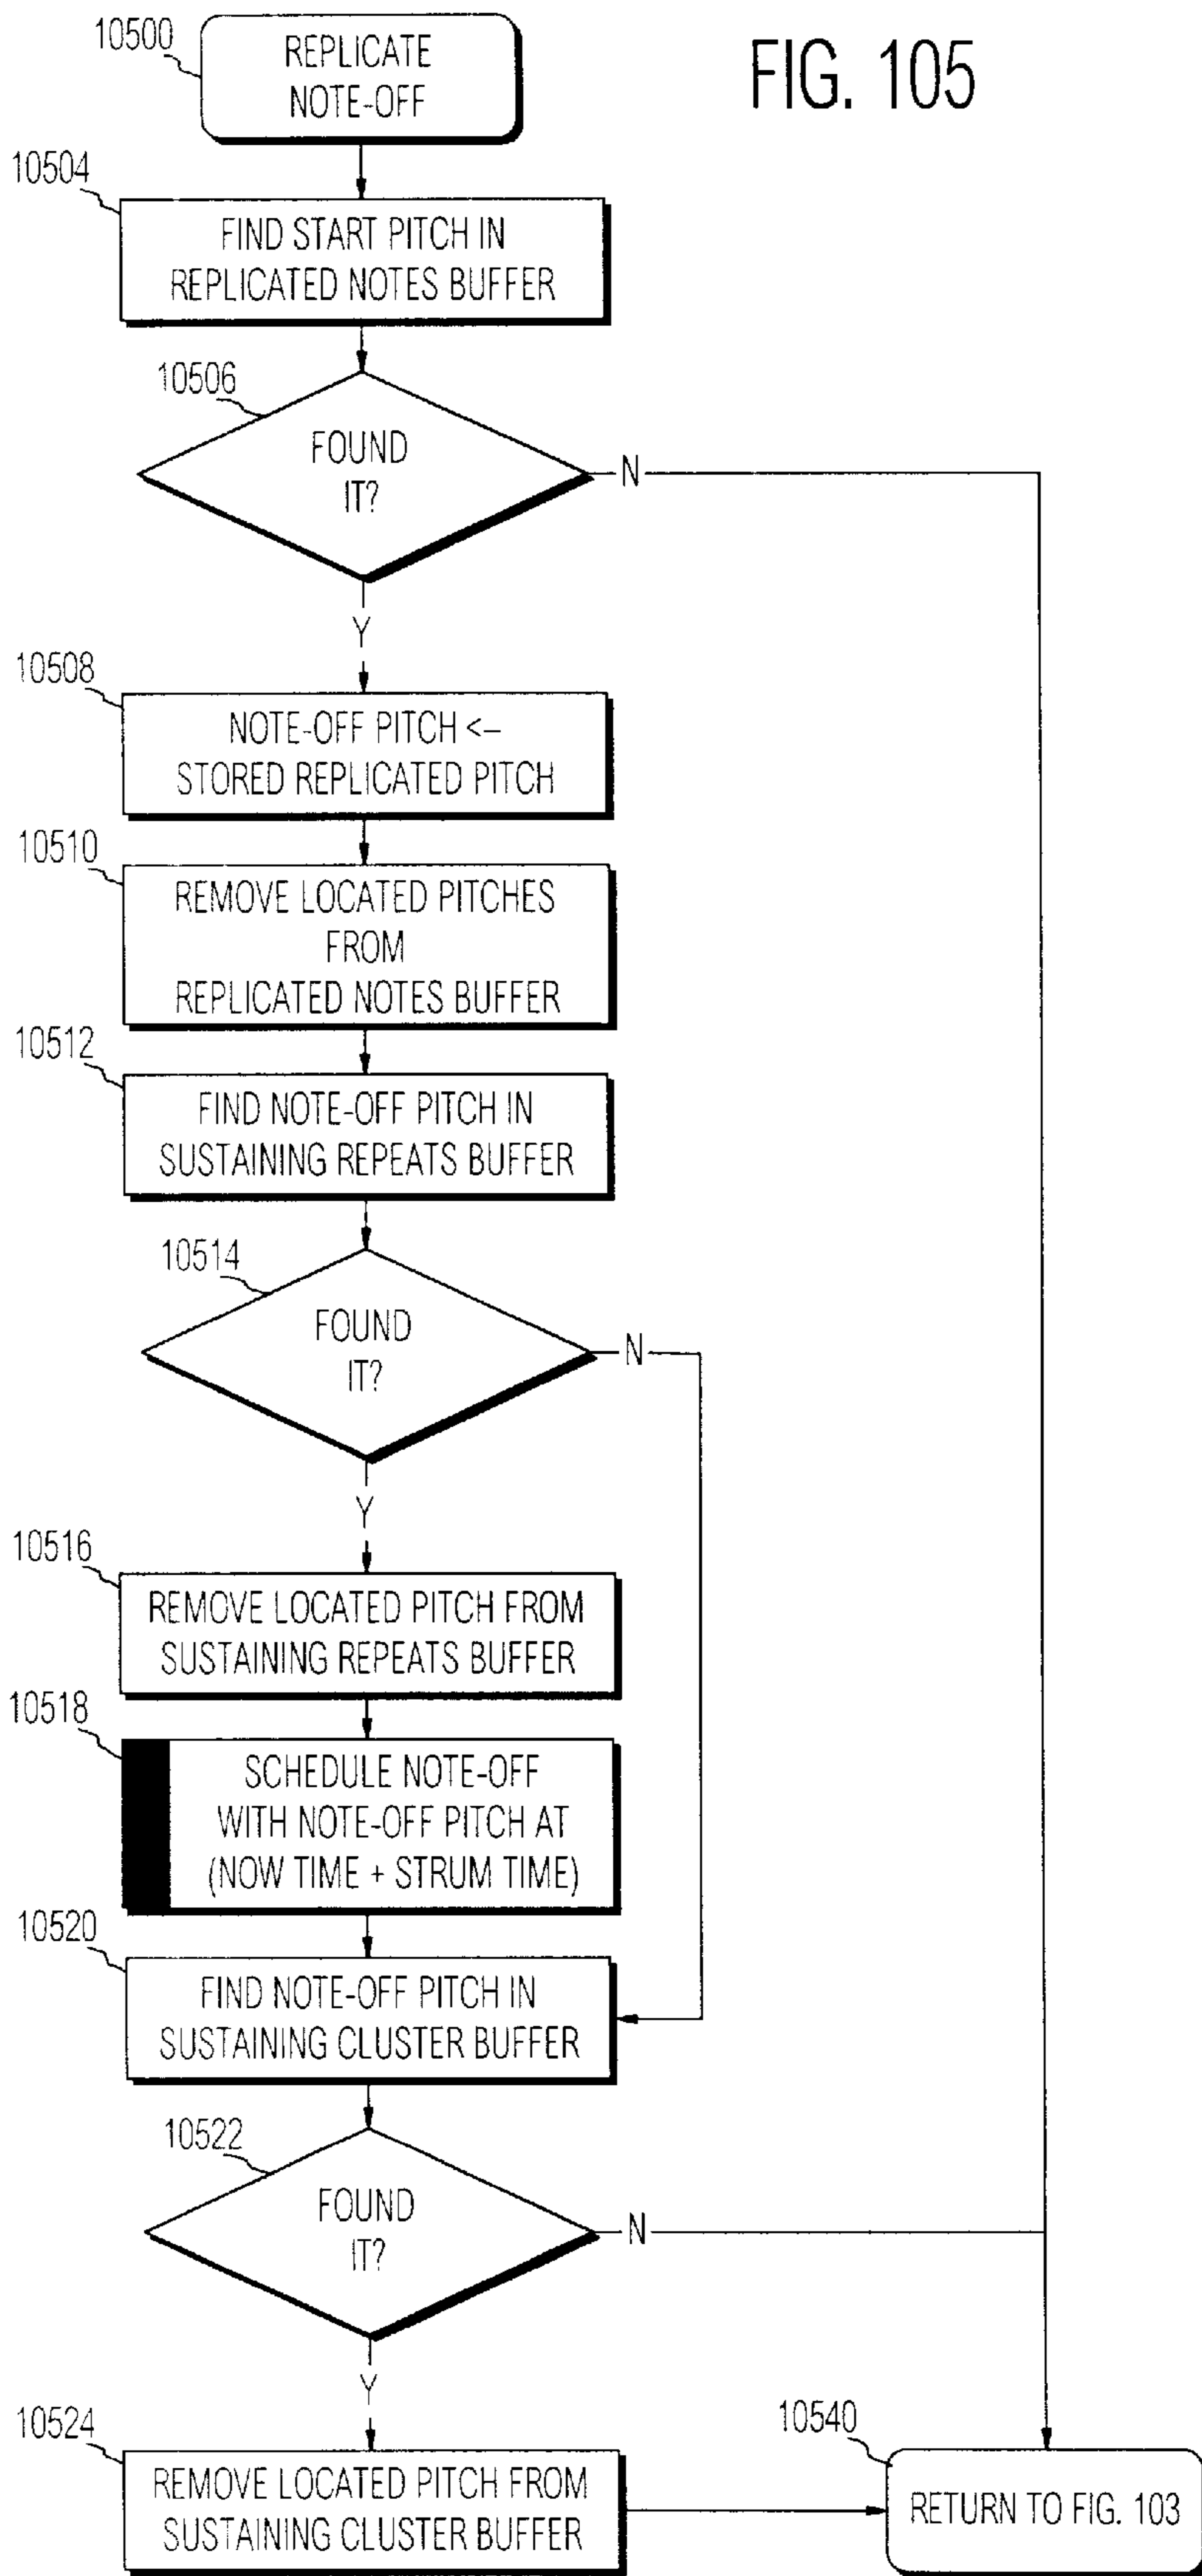 FIG. 105
10500
REPLICATE
NOTE-OFF
10504
FIND START PITCH IN
REPLICATED NOTES BUFFER
10506
FOUND
IT?
N
Y
10508
NOTE-OFF PITCH <–
STORED REPLICATED PITCH
10510
REMOVE LOCATED PITCHES
FROM
REPLICATED NOTES BUFFER
10512
FIND NOTE-OFF PITCH IN
SUSTAINING REPEATS BUFFER
10514
FOUND
IT?
N
Y
10516
REMOVE LOCATED PITCH FROM
SUSTAINING REPEATS BUFFER
10518
SCHEDULE NOTE-OFF
WITH NOTE-OFF PITCH AT
(NOW TIME + STRUM TIME)
10520
FIND NOTE-OFF PITCH IN
SUSTAINING CLUSTER BUFFER
10522
FOUND
IT?
N
Y
10524
REMOVE LOCATED PITCH FROM
SUSTAINING CLUSTER BUFFER
10540
RETURN TO FIG. 103